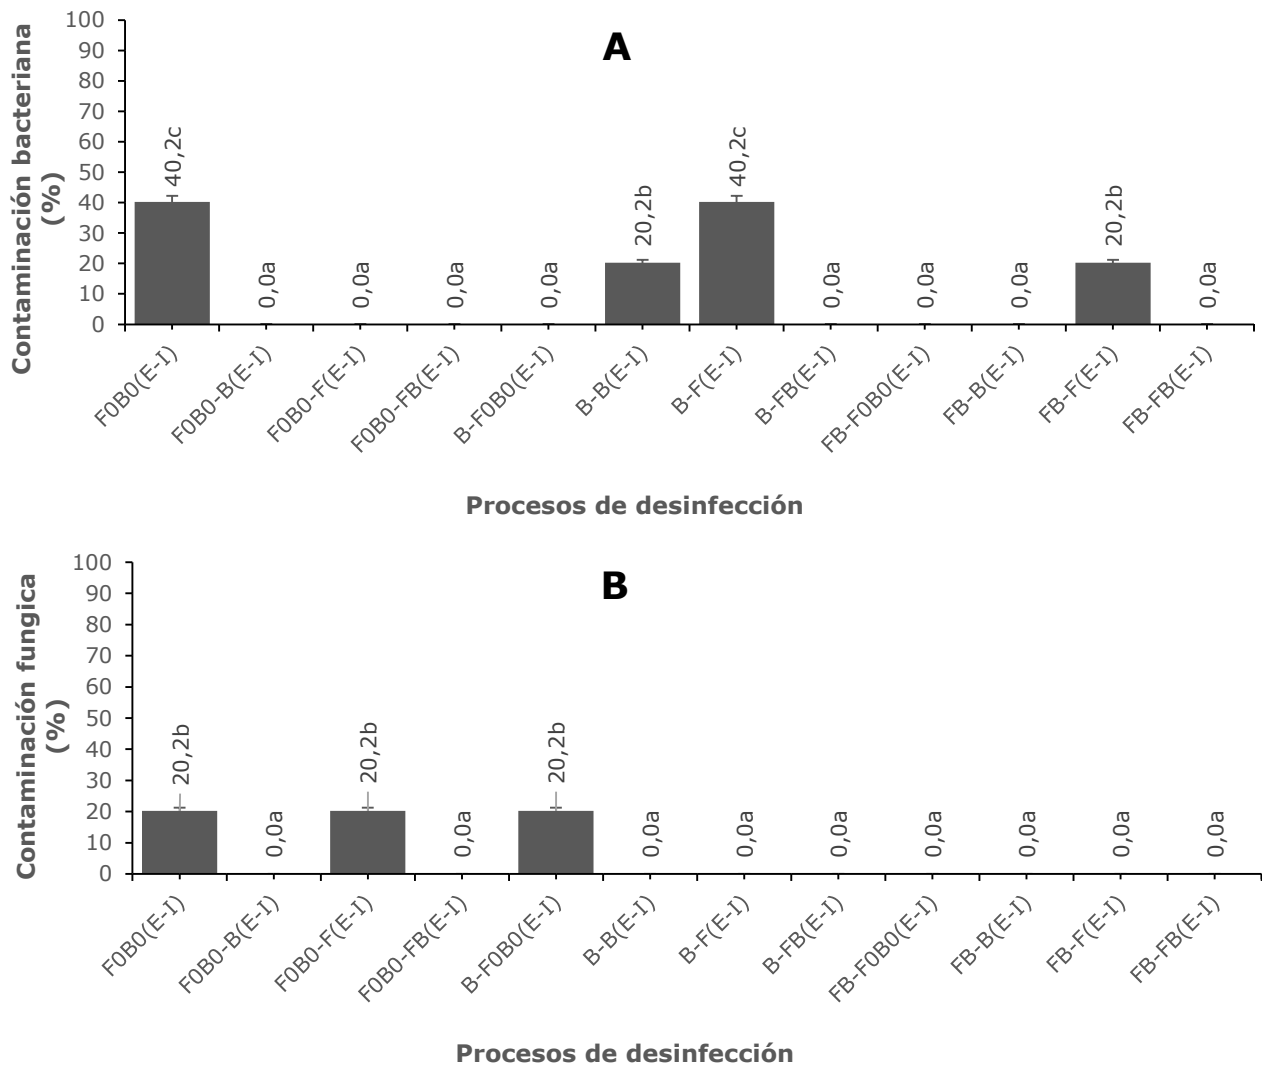 A
Contaminación bacteriana
(%)
100
90
80
70
60
50
40
30
20
10
0
40,2c
0,0a
0,0a
0,0a
0,0a
20,2b
40,2c
0,0a
0,0a
0,0a
20,2b
0,0a
F0B0(E-I)
F0B0-B(E-I)
F0B0-F(E-I)
F0B0-FB(E-I)
B-F0B0(E-I)
B-B(E-I)
B-F(E-I)
B-FB(E-I)
FB-F0B0(E-I)
FB-B(E-I)
FB-F(E-I)
FB-FB(E-I)
Procesos de desinfección
B
Contaminación fungica
(%)
100
90
80
70
60
50
40
30
20
10
0
20,2b
0,0a
20,2b
0,0a
20,2b
0,0a
0,0a
0,0a
0,0a
0,0a
0,0a
0,0a
F0B0(E-I)
F0B0-B(E-I)
F0B0-F(E-I)
F0B0-FB(E-I)
B-F0B0(E-I)
B-B(E-I)
B-F(E-I)
B-FB(E-I)
FB-F0B0(E-I)
FB-B(E-I)
FB-F(E-I)
FB-FB(E-I)
Procesos de desinfección